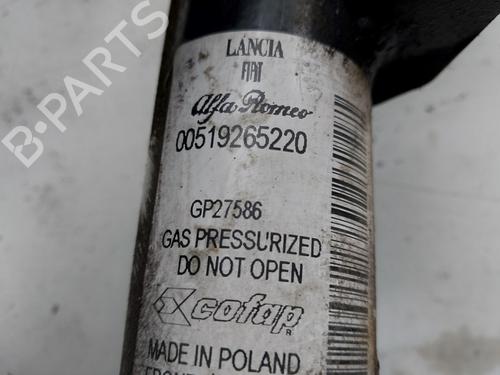 LANCIA
FIAT
Alfa Romeo
00519265220
GP27586
GAS PRESSURIZED
DO NOT OPEN
cofap
R
MADE IN POLAND
B-PARTS